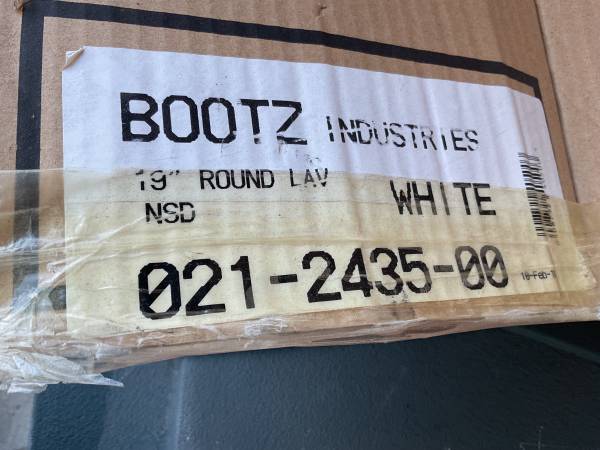 BOOTZ INDUSTRIES
19" ROUND LAV WHITE
NSD
021-2435-00